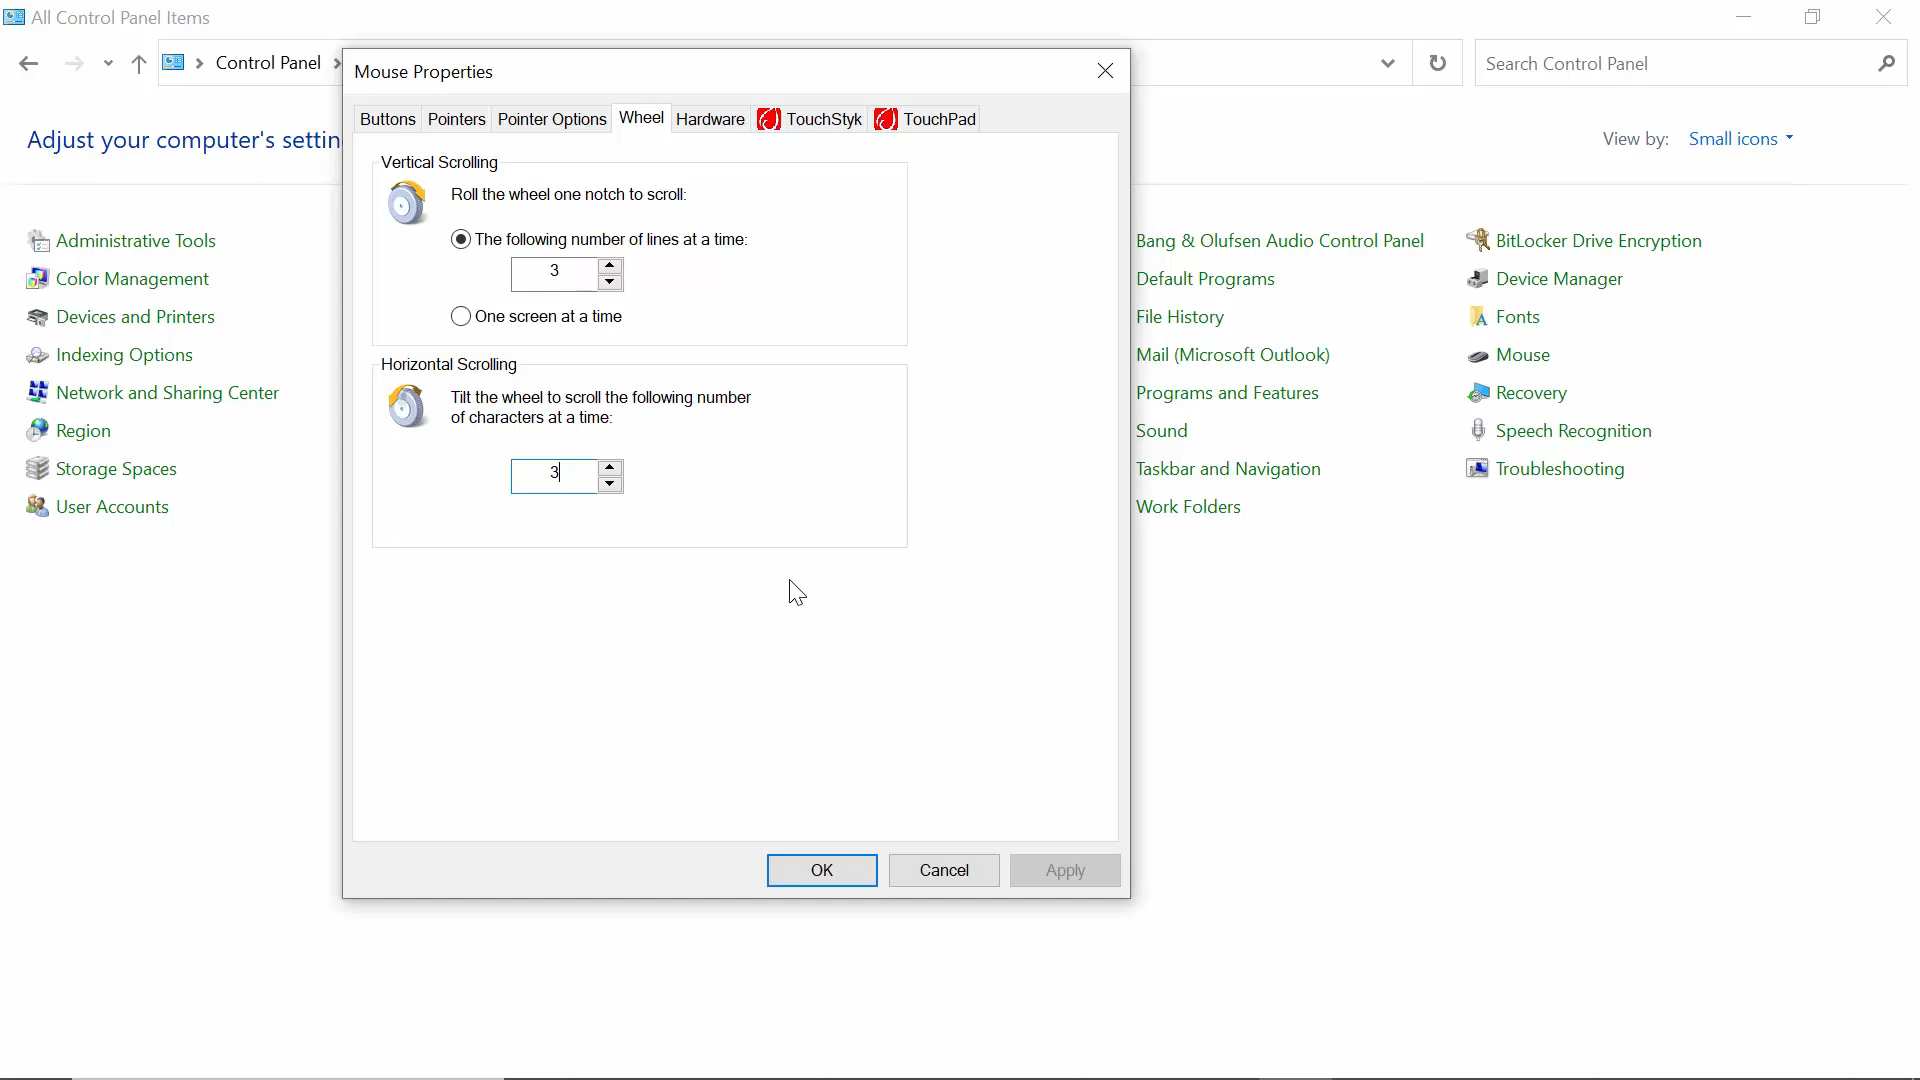 All Control Panel Items
Control Panel
Search Control Panel
Adjust your computer's settin
View by: Small icons
Mouse Properties
Buttons Pointers Pointer Options Wheel Hardware TouchStyk TouchPad
Vertical Scrolling
Roll the wheel one notch to scroll:
The following number of lines at a time:
3
One screen at a time
Horizontal Scrolling
Tilt the wheel to scroll the following number
of characters at a time:
3
OK Cancel Apply
Administrative Tools
Color Management
Devices and Printers
Indexing Options
Network and Sharing Center
Region
Storage Spaces
User Accounts
Bang & Olufsen Audio Control Panel
Default Programs
File History
Mail (Microsoft Outlook)
Programs and Features
Sound
Taskbar and Navigation
Work Folders
BitLocker Drive Encryption
Device Manager
Fonts
Mouse
Recovery
Speech Recognition
Troubleshooting